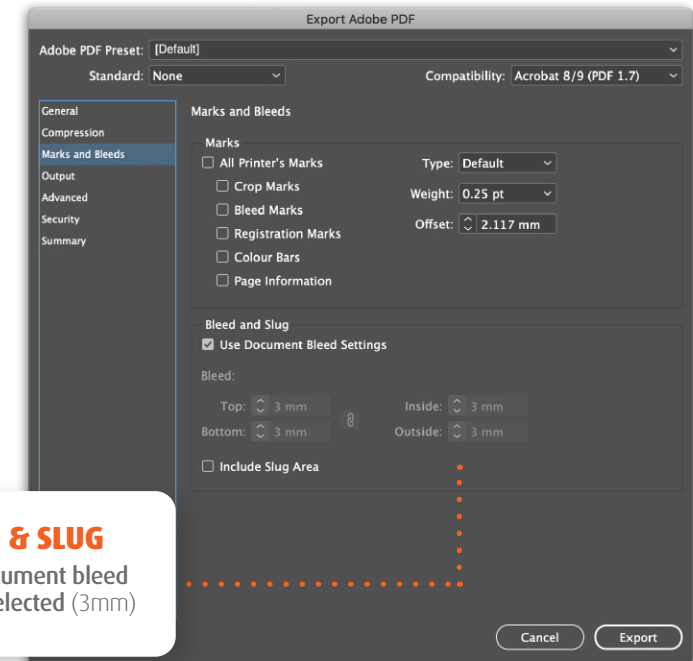 Export Adobe PDF
Adobe PDF Preset: [Default]
Standard: None Compatibility: Acrobat 8/9 (PDF 1.7)
General
Compression
Marks and Bleeds
Output
Advanced
Security
Summary
Marks and Bleeds
Marks
All Printer's Marks
Crop Marks
Bleed Marks
Registration Marks
Colour Bars
Page Information
Type: Default
Weight: 0.25 pt
Offset: 2.117 mm
Bleed and Slug
Use Document Bleed Settings
Bleed:
Top: 3 mm Inside: 3 mm
Bottom: 3 mm Outside: 3 mm
Include Slug Area
& SLUG
bleed
(3mm)
Cancel Export